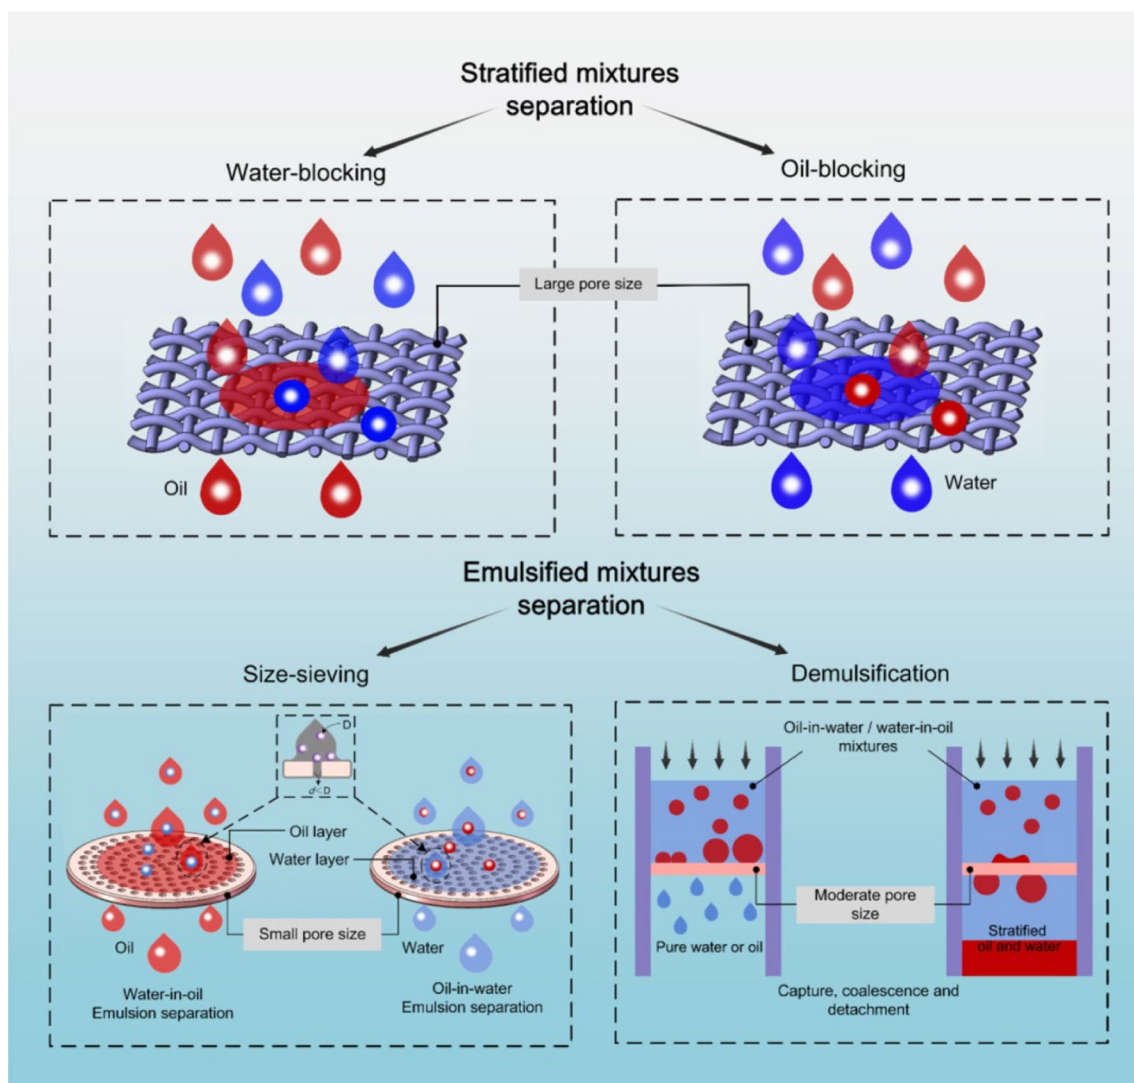 Stratified mixtures
separation
Water-blocking
Oil-blocking
Large pore size
Oil
Water
Emulsified mixtures
separation
Size-sieving
Demulsification
D
d<D
Oil layer
Water layer
Small pore size
Oil
Water
Water-in-oil
Emulsion separation
Oil-in-water
Emulsion separation
Oil-in-water / water-in-oil
mixtures
Moderate pore
size
Pure water or oil
Stratified
oil and water
Capture, coalescence and
detachment